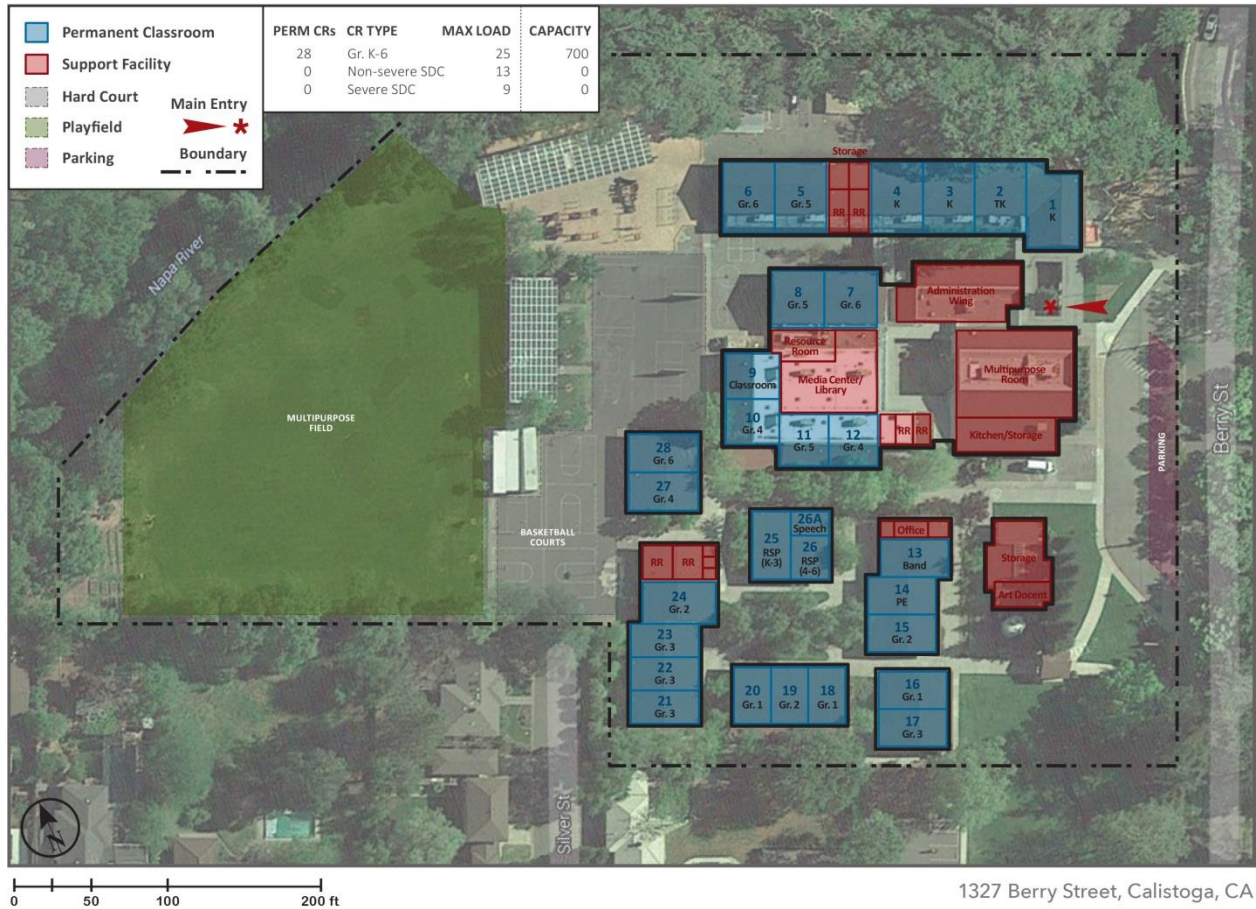 Permanent Classroom
Support Facility
Hard Court
Playfield
Parking
Main Entry
*
Boundary
PERM CRs CR TYPE MAX LOAD CAPACITY
28 Gr. K-6 25 700
0 Non-severe SDC 13 0
0 Severe SDC 9 0
Napa River
MULTIPURPOSE
FIELD
BASKETBALL
COURTS
Storage
6
Gr. 6
5
Gr. 5
RR RR
4
K
3
K
2
TK
1
K
8
Gr. 5
7
Gr. 6
Administration
Wing
*
Resource
Room
9
Classroom
Media Center/
Library
Multipurpose
Room
10
Gr. 4
11
Gr. 5
12
Gr. 4
RR RR
Kitchen/Storage
PARKING
Berry St
28
Gr. 6
27
Gr. 4
25
RSP
(K-3)
26A
Speech
26
RSP
(4-6)
Office
13
Band
14
PE
15
Gr. 2
Storage
Art Docent
RR RR
24
Gr. 2
23
Gr. 3
22
Gr. 3
21
Gr. 3
20
Gr. 1
19
Gr. 2
18
Gr. 1
16
Gr. 1
17
Gr. 3
Silver St
N
0 50 100 200 ft
1327 Berry Street, Calistoga, CA